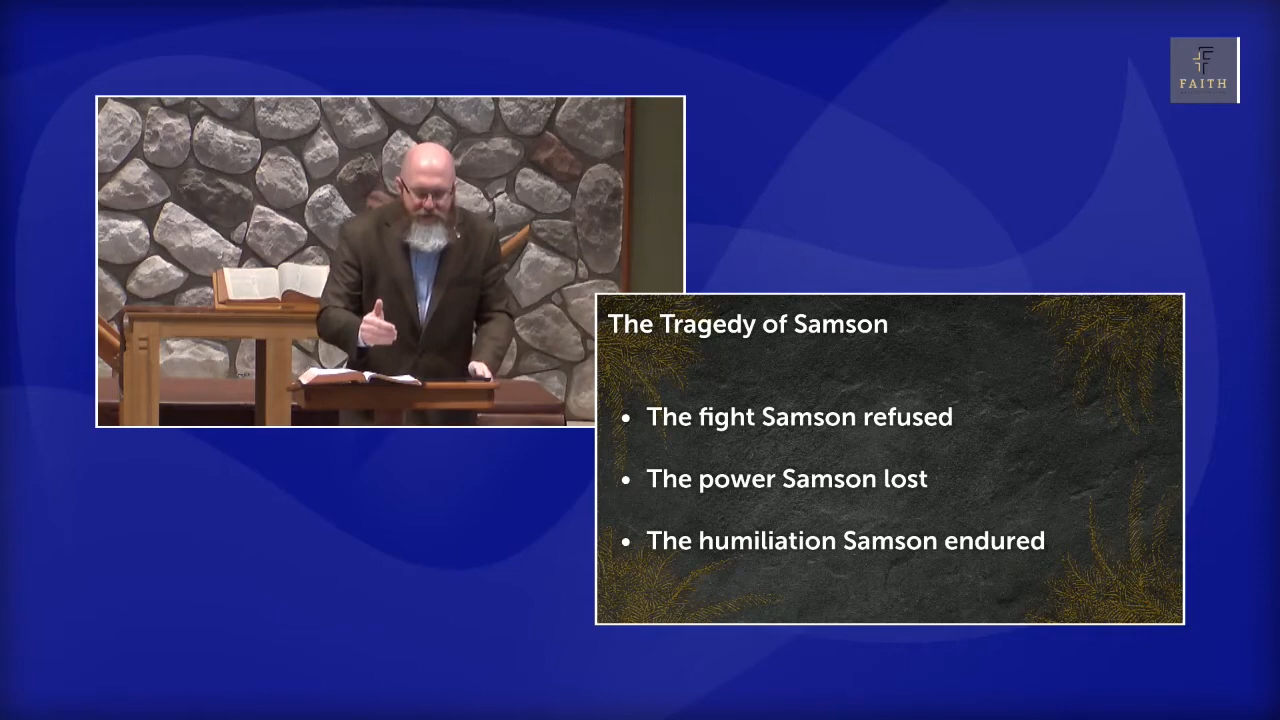 FAITH
The Tragedy of Samson
• The fight Samson refused
• The power Samson lost
• The humiliation Samson endured